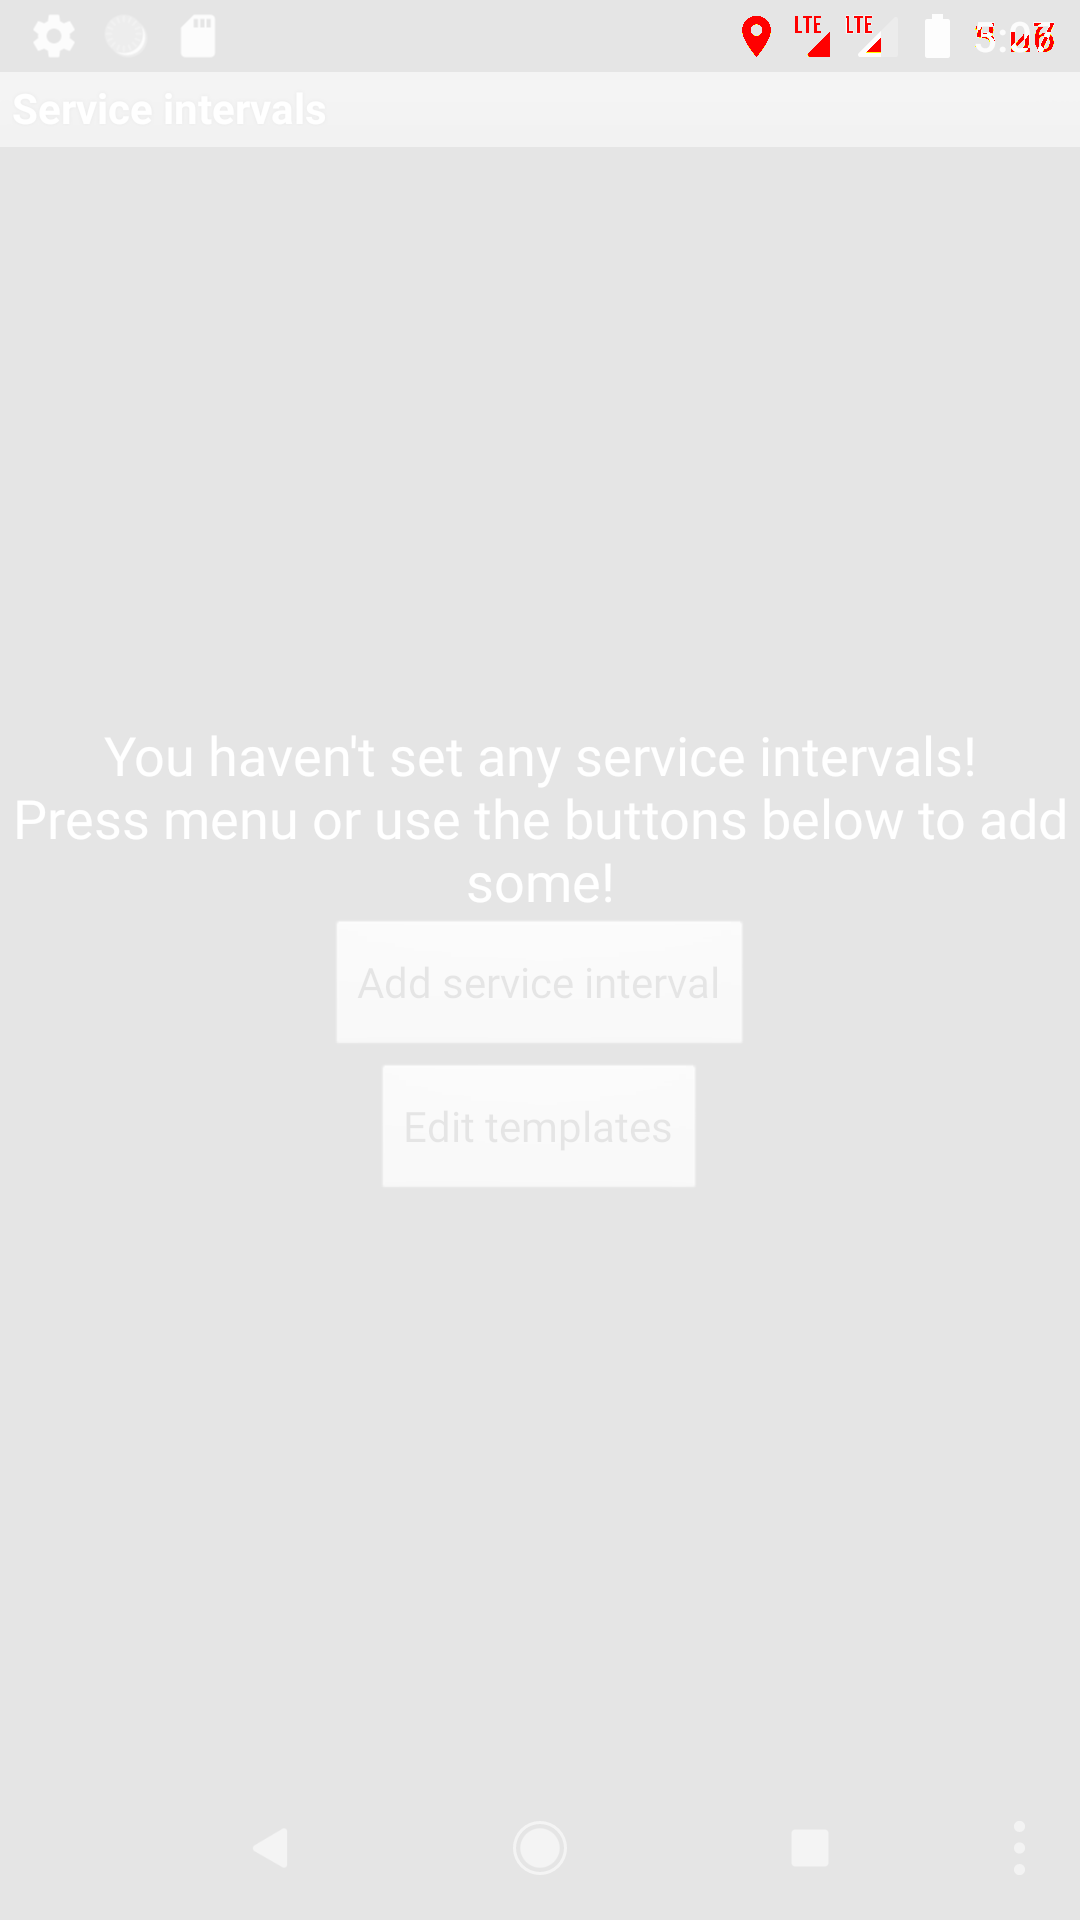 LTE LTE
Service intervals
You haven't set any service intervals!
Press menu or use the buttons below to add
some!
Add service interval
Edit templates